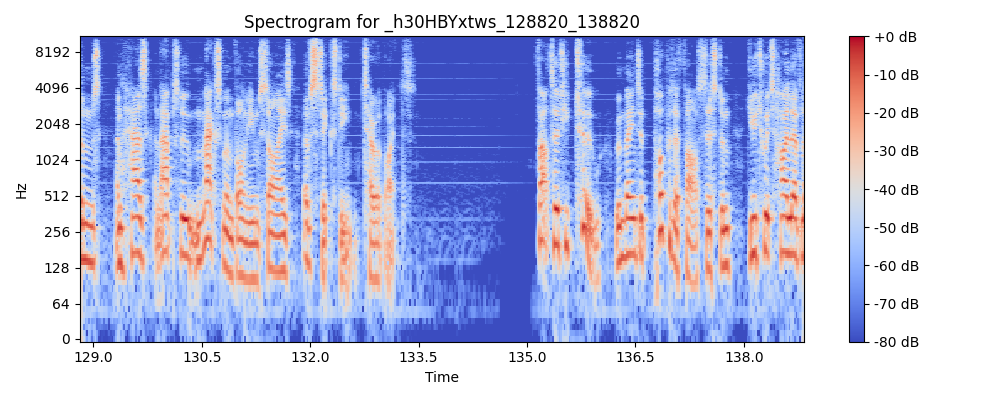 Spectrogram for _h30HBYxtws_128820_138820
8192
4096
2048
1024
512
256
128
64
0
Hz
129.0 130.5 132.0 133.5 135.0 136.5 138.0
Time
+0 dB
-10 dB
-20 dB
-30 dB
-40 dB
-50 dB
-60 dB
-70 dB
-80 dB